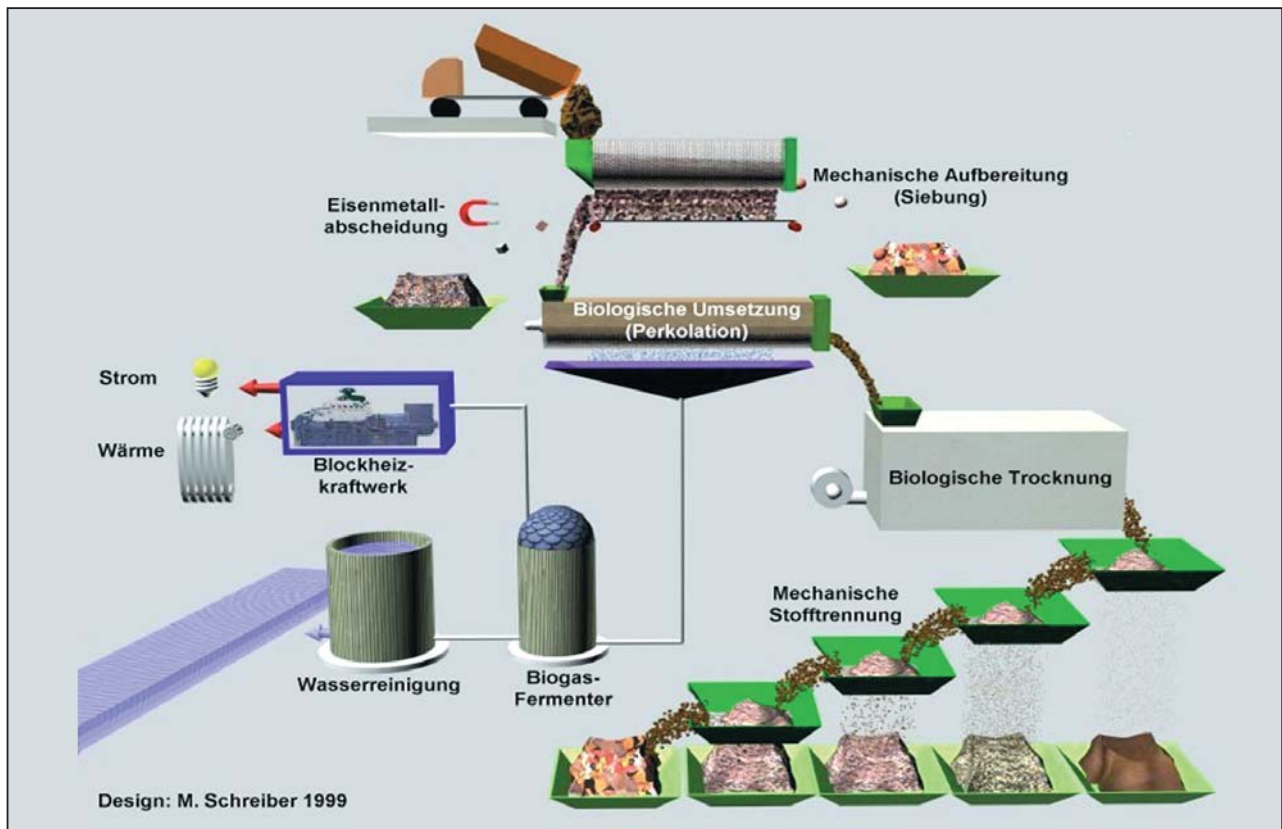 Mechanische Aufbereitung
(Siebung)
Eisenmetall-
abscheidung
Biologische Umsetzung
(Perkolation)
Strom
Wärme
Blockheiz-
kraftwerk
Biologische Trocknung
Mechanische
Stofftrennung
Wasserreinigung
Biogas-
Fermenter
Design: M. Schreiber 1999